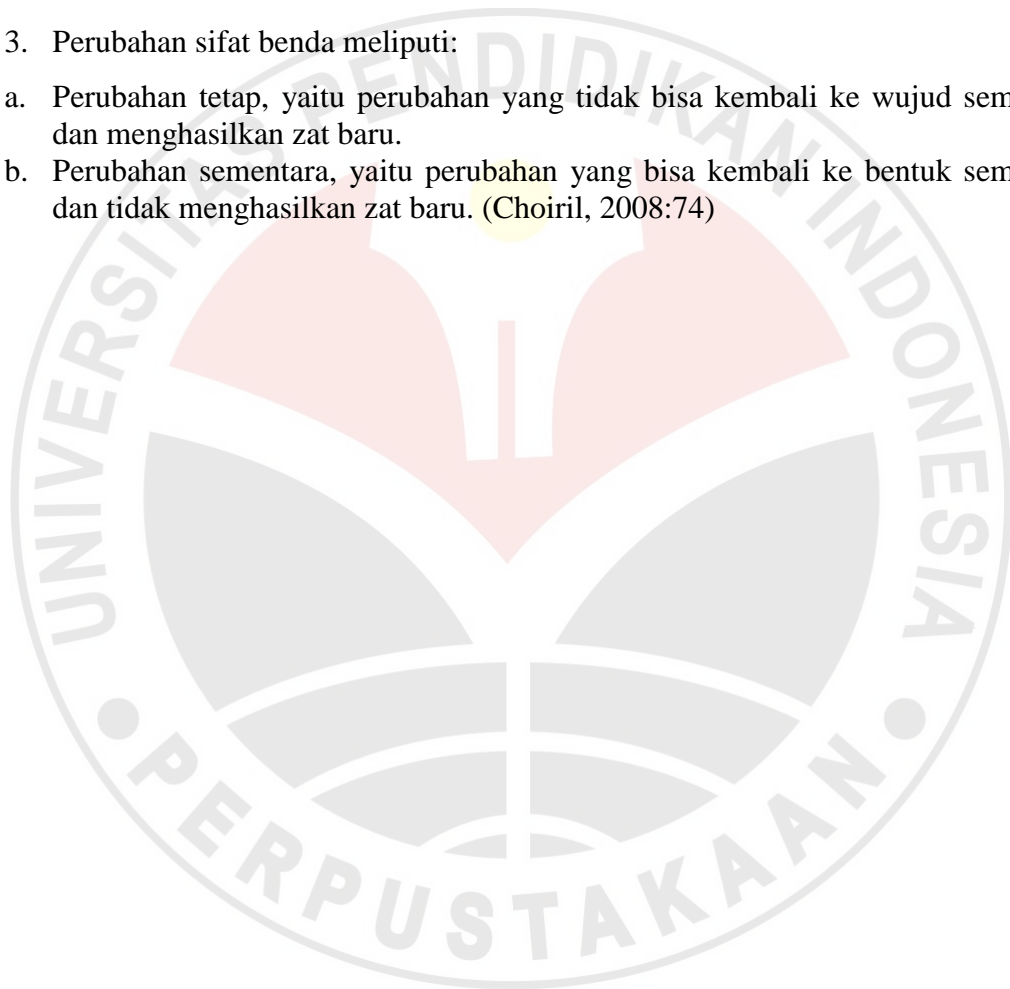 3. Perubahan sifat benda meliputi:
a. Perubahan tetap, yaitu perubahan yang tidak bisa kembali ke wujud sem
dan menghasilkan zat baru.
b. Perubahan sementara, yaitu perubahan yang bisa kembali ke bentuk sem
dan tidak menghasilkan zat baru. (Choiril, 2008:74)
UNIVERSITAS PENDIDIKAN INDONESIA
PERPUSTAKAAN